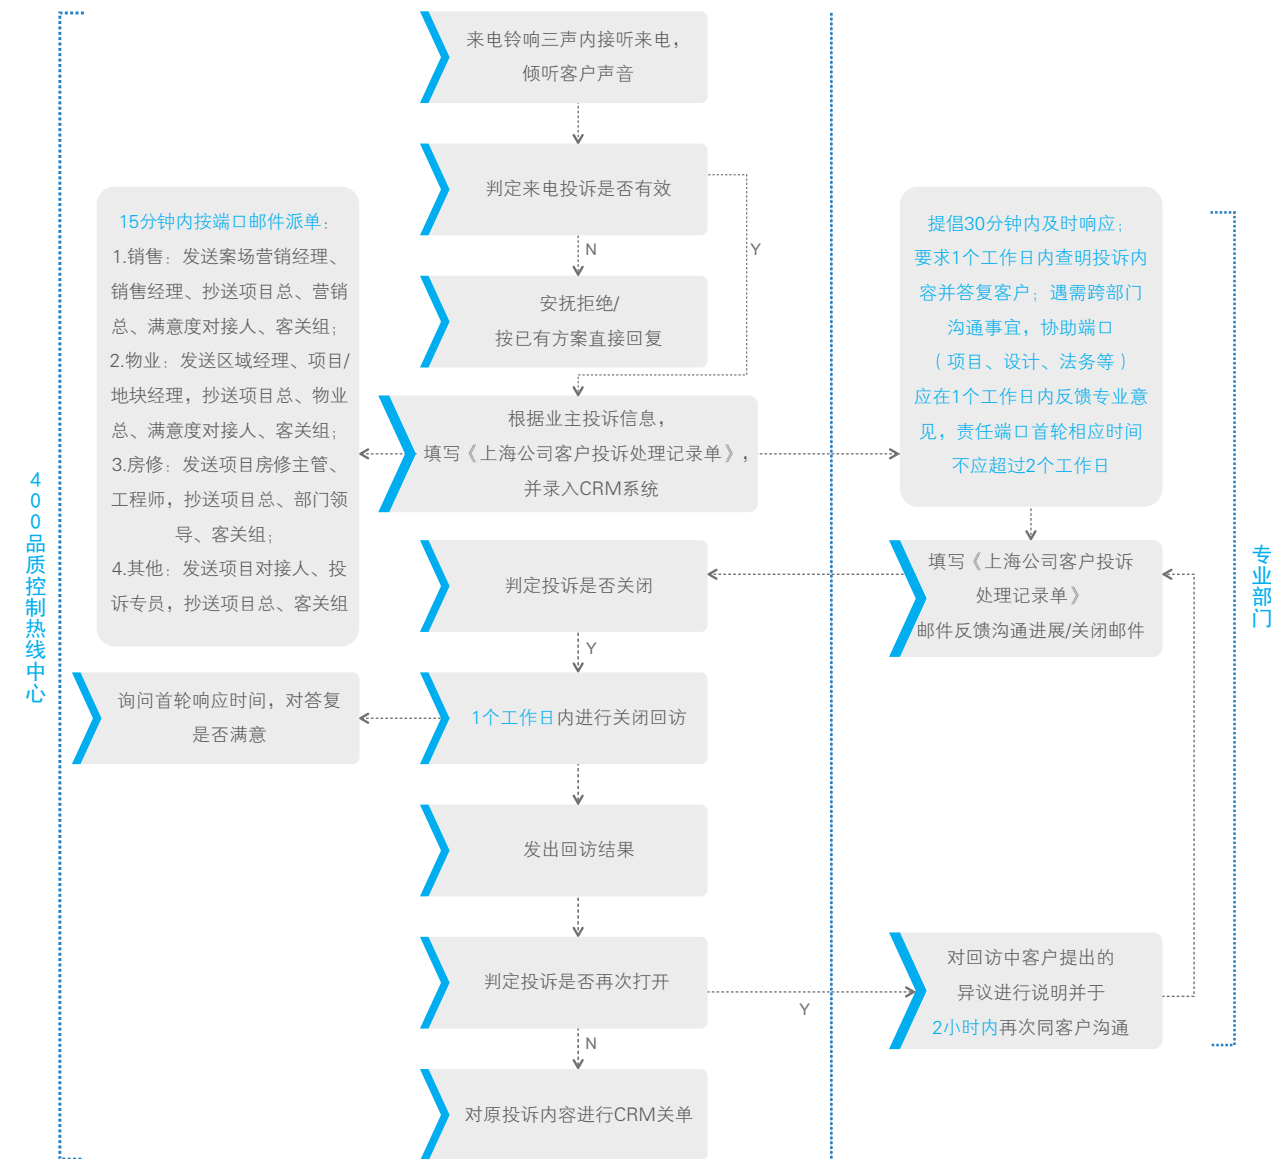 来电铃响三声内接听来电，
倾听客户声音
判定来电投诉是否有效
N
Y
安抚拒绝/
按已有方案直接回复
根据业主投诉信息，
填写《上海公司客户投诉处理记录单》，
并录入CRM系统
15分钟内按端口邮件派单：
1.销售：发送案场营销经理、
销售经理、抄送项目总、营销
总、满意度对接人、客关组；
2.物业：发送区域经理、项目/
地块经理，抄送项目总、物业
总、满意度对接人、客关组；
3.房修：发送项目房修主管、
工程师，抄送项目总、部门领
导、客关组；
4.其他：发送项目对接人、投
诉专员，抄送项目总、客关组
提倡30分钟内及时响应；
要求1个工作日内查明投诉内
容并答复客户；遇需跨部门
沟通事宜，协助端口
（项目、设计、法务等）
应在1个工作日内反馈专业意
见，责任端口首轮相应时间
不应超过2个工作日
填写《上海公司客户投诉
处理记录单》
邮件反馈沟通进展/关闭邮件
判定投诉是否关闭
Y
1个工作日内进行关闭回访
询问首轮响应时间，对答复
是否满意
发出回访结果
判定投诉是否再次打开
Y
N
对回访中客户提出的
异议进行说明并于
2小时内再次同客户沟通
对原投诉内容进行CRM关单
400品质控制热线中心
专业部门